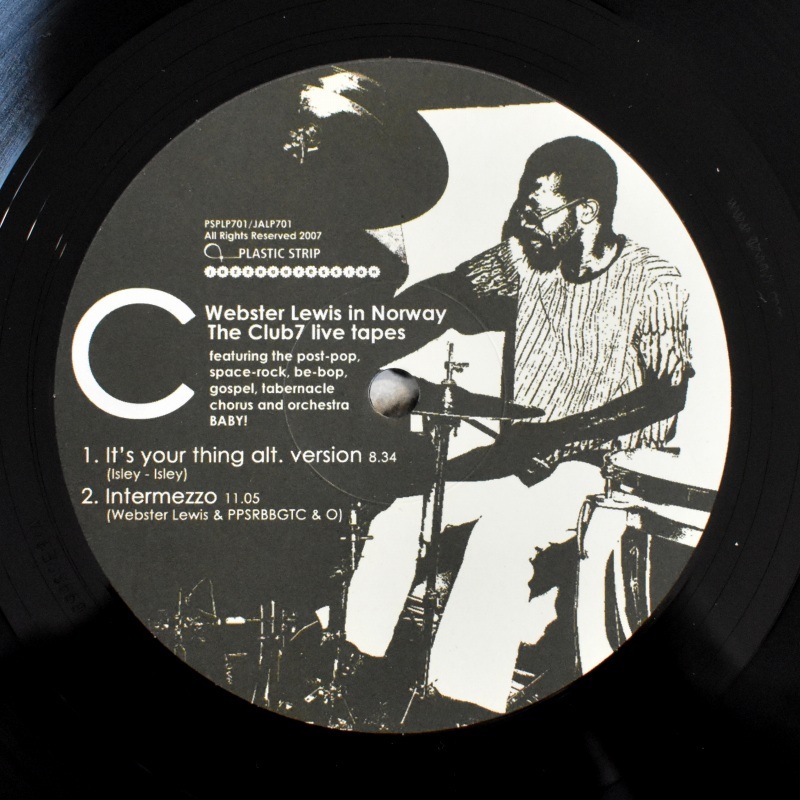 PSPLP701/JALP701
All Rights Reserved 2007
PLASTIC STRIP
JAZZAGGRESSION
C
Webster Lewis in Norway
The Club7 live tapes
featuring the post-pop,
space-rock, be-bop,
gospel, tabernacle
chorus and orchestra
BABY!
1. It's your thing alt. version 8.34
(Isley - Isley)
2. Intermezzo 11.05
(Webster Lewis & PPSRBBGTC & O)